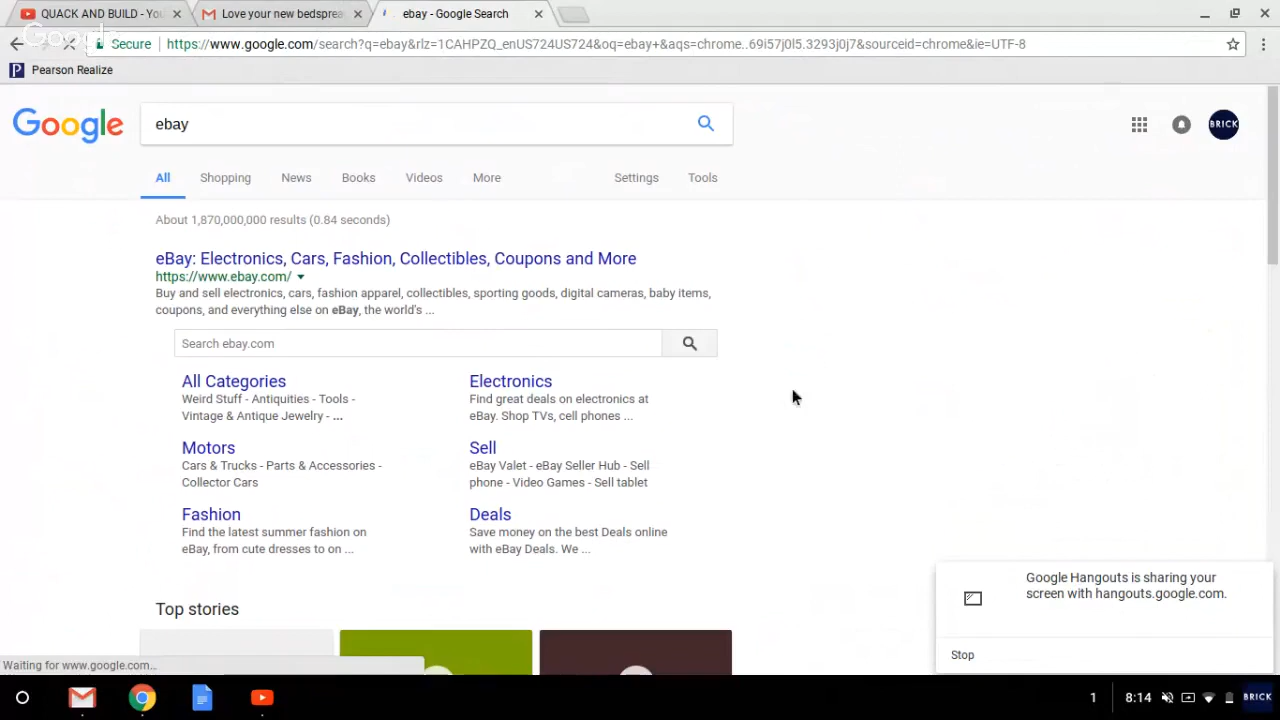 QUACK AND BUILD - You
Love your new bedsprea
ebay - Google Search
Google
Secure
https://www.google.com/search?q=ebay&rlz=1CAHPZQ_enUS724US724&oq=ebay+&aqs=chrome..69i57j0l5.3293j0j7&sourceid=chrome&ie=UTF-8
Pearson Realize
Google
ebay
BRICK
All
Shopping
News
Books
Videos
More
Settings
Tools
About 1,870,000,000 results (0.84 seconds)
eBay: Electronics, Cars, Fashion, Collectibles, Coupons and More
https://www.ebay.com/
Buy and sell electronics, cars, fashion apparel, collectibles, sporting goods, digital cameras, baby items,
coupons, and everything else on eBay, the world's ...
Search ebay.com
All Categories
Weird Stuff - Antiquities - Tools -
Vintage & Antique Jewelry - ...
Electronics
Find great deals on electronics at
eBay. Shop TVs, cell phones ...
Motors
Cars & Trucks - Parts & Accessories -
Collector Cars
Sell
eBay Valet - eBay Seller Hub - Sell
phone - Video Games - Sell tablet
Fashion
Find the latest summer fashion on
eBay, from cute dresses to on ...
Deals
Save money on the best Deals online
with eBay Deals. We ...
Top stories
Google Hangouts is sharing your
screen with hangouts.google.com.
Stop
Waiting for www.google.com...
1
8:14
BRICK